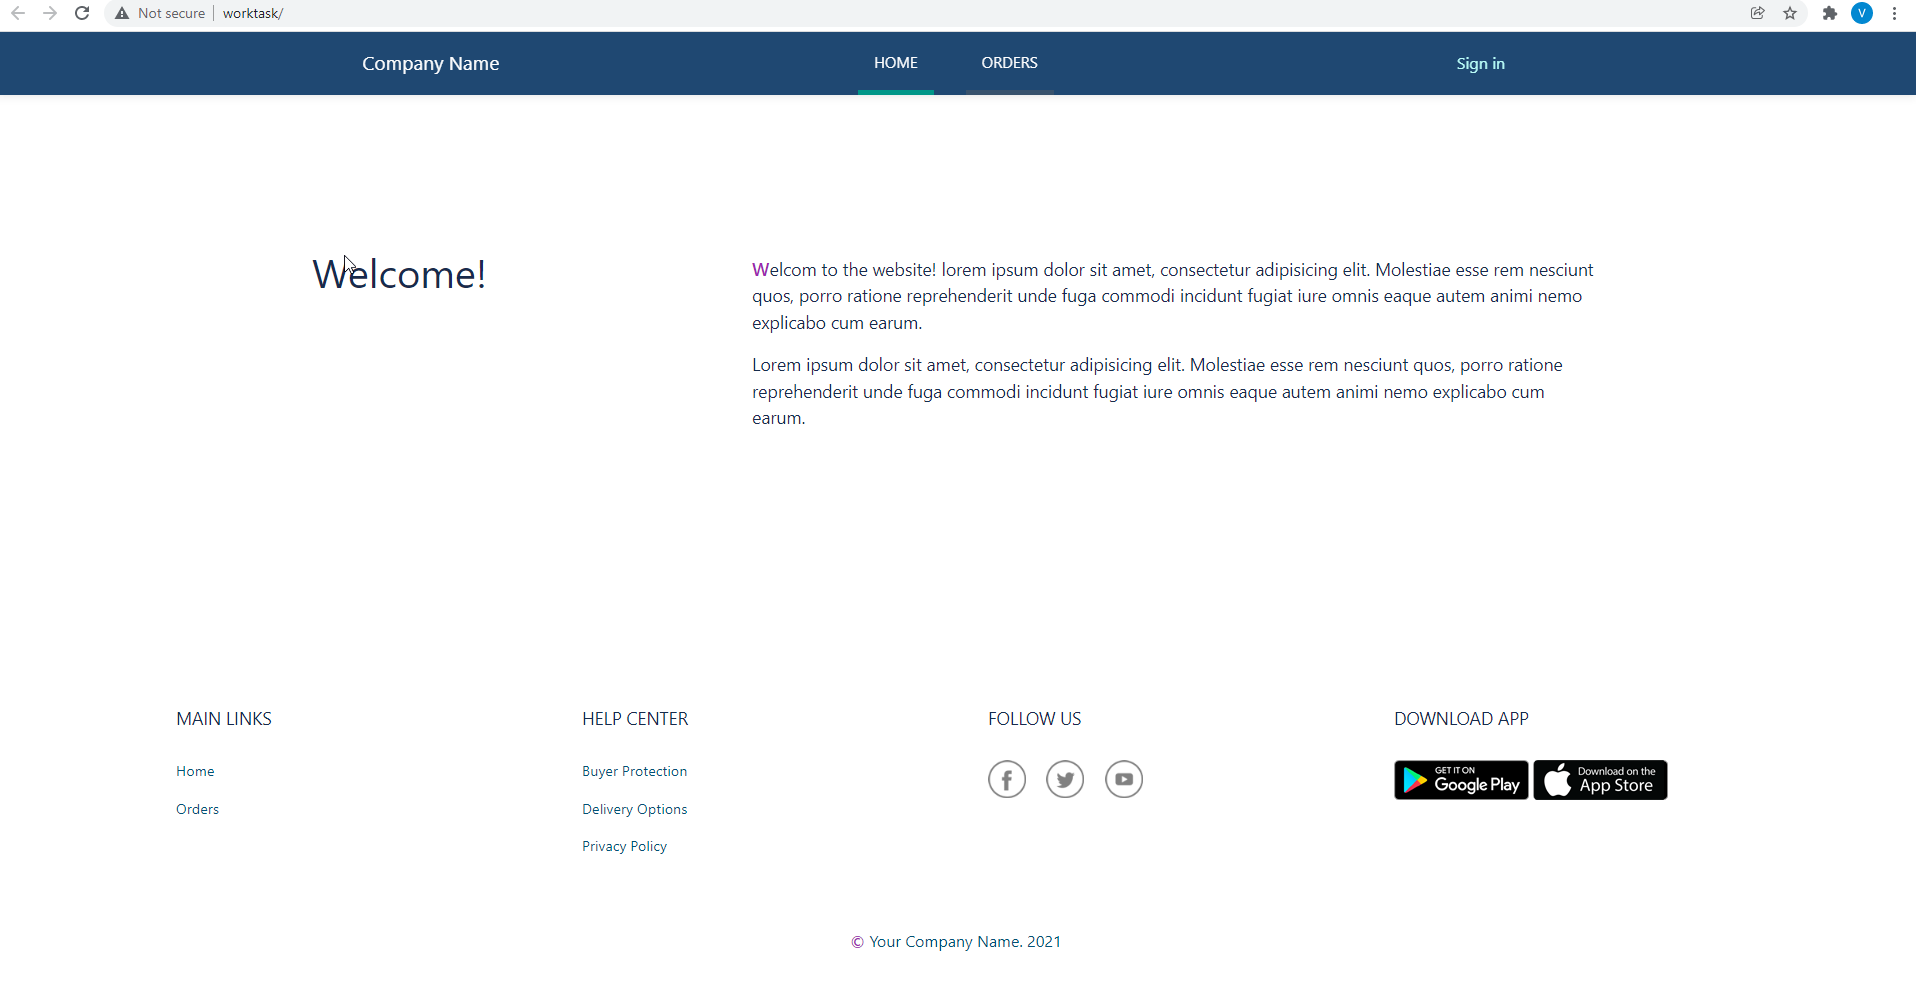 Not secure worktask/ V
Company Name HOME ORDERS Sign in
Welcome!
Welcom to the website! lorem ipsum dolor sit amet, consectetur adipisicing elit. Molestiae esse rem nesciunt
quos, porro ratione reprehenderit unde fuga commodi incidunt fugiat iure omnis eaque autem animi nemo
explicabo cum earum.
Lorem ipsum dolor sit amet, consectetur adipisicing elit. Molestiae esse rem nesciunt quos, porro ratione
reprehenderit unde fuga commodi incidunt fugiat iure omnis eaque autem animi nemo explicabo cum
earum.
MAIN LINKS
Home
Orders
HELP CENTER
Buyer Protection
Delivery Options
Privacy Policy
FOLLOW US
DOWNLOAD APP
GET IT ON
Google Play
Download on the
App Store
© Your Company Name. 2021